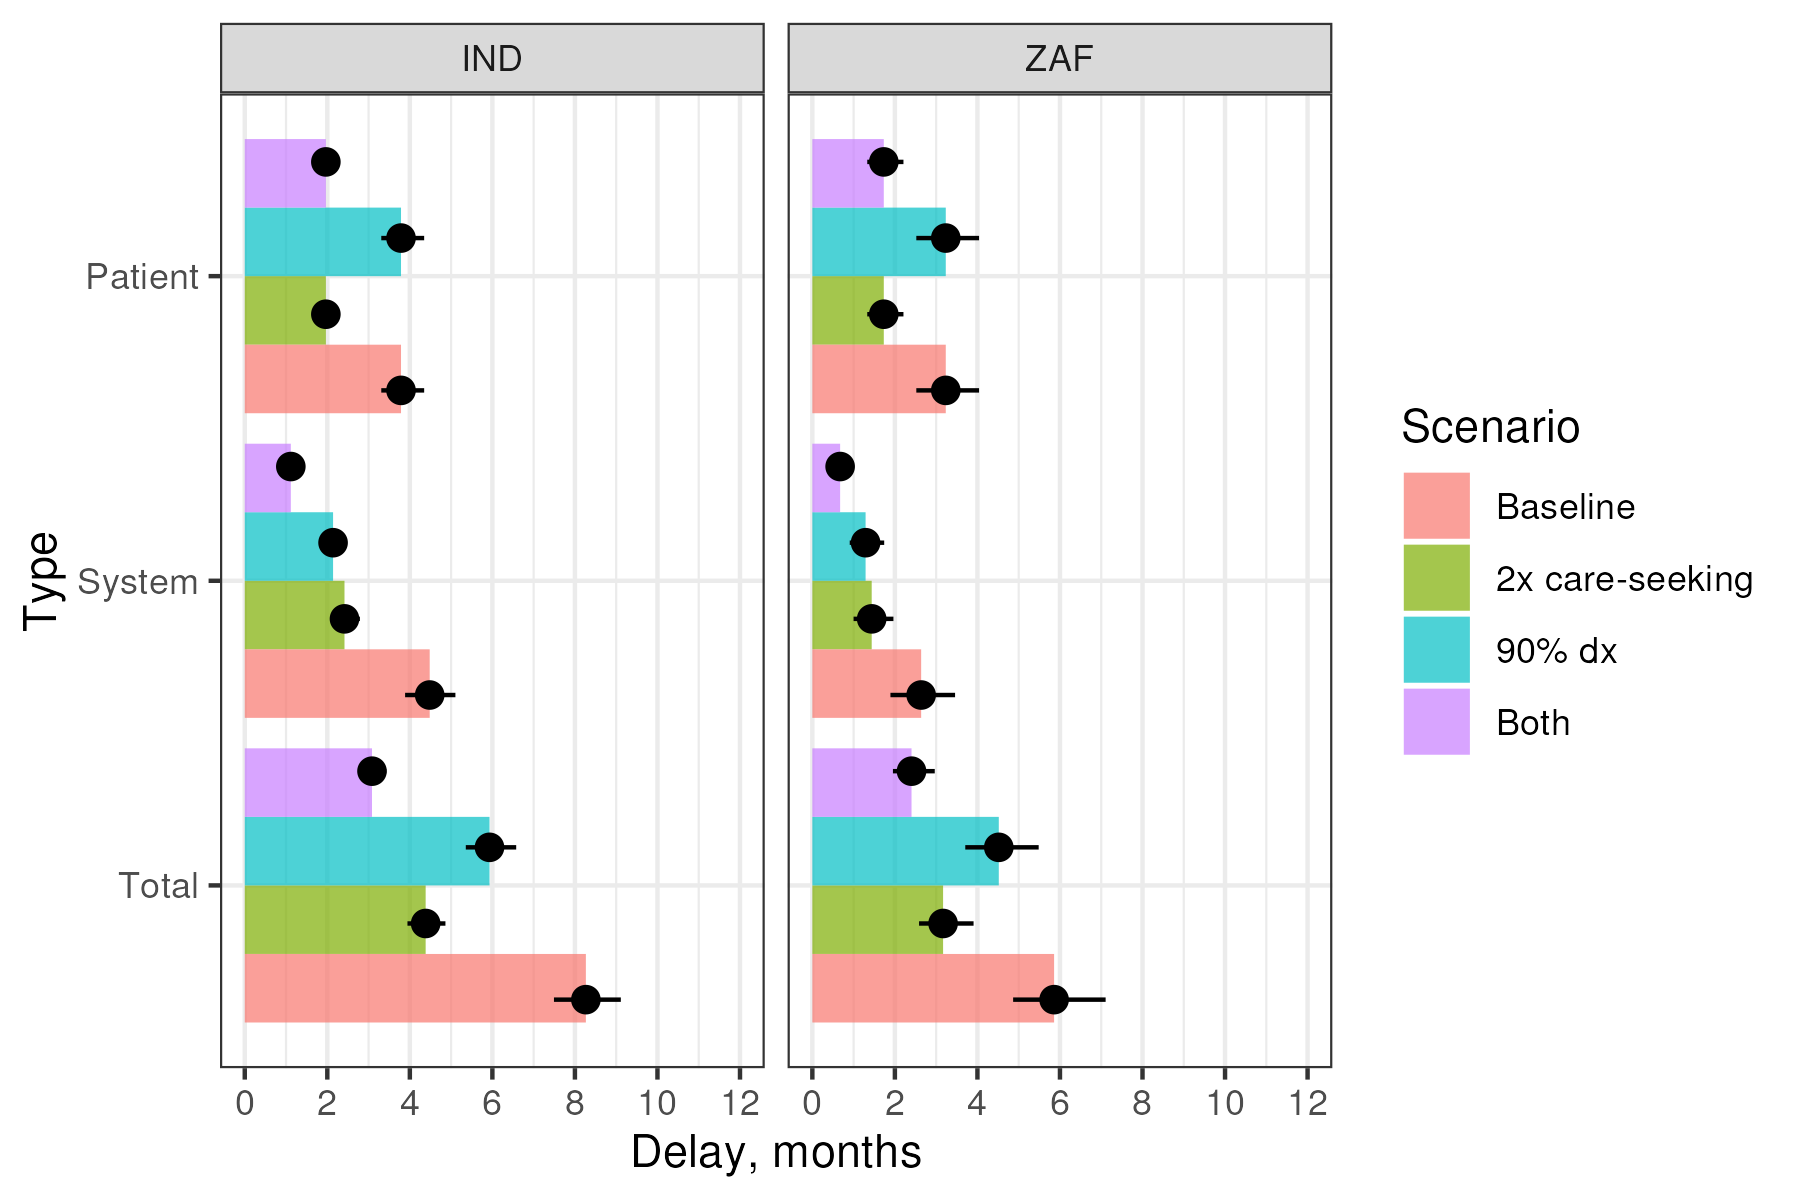 IND
ZAF
Type
Patient
System
Total
0 2 4 6 8 10 12
0 2 4 6 8 10 12
Delay, months
Scenario
Baseline
2x care-seeking
90% dx
Both